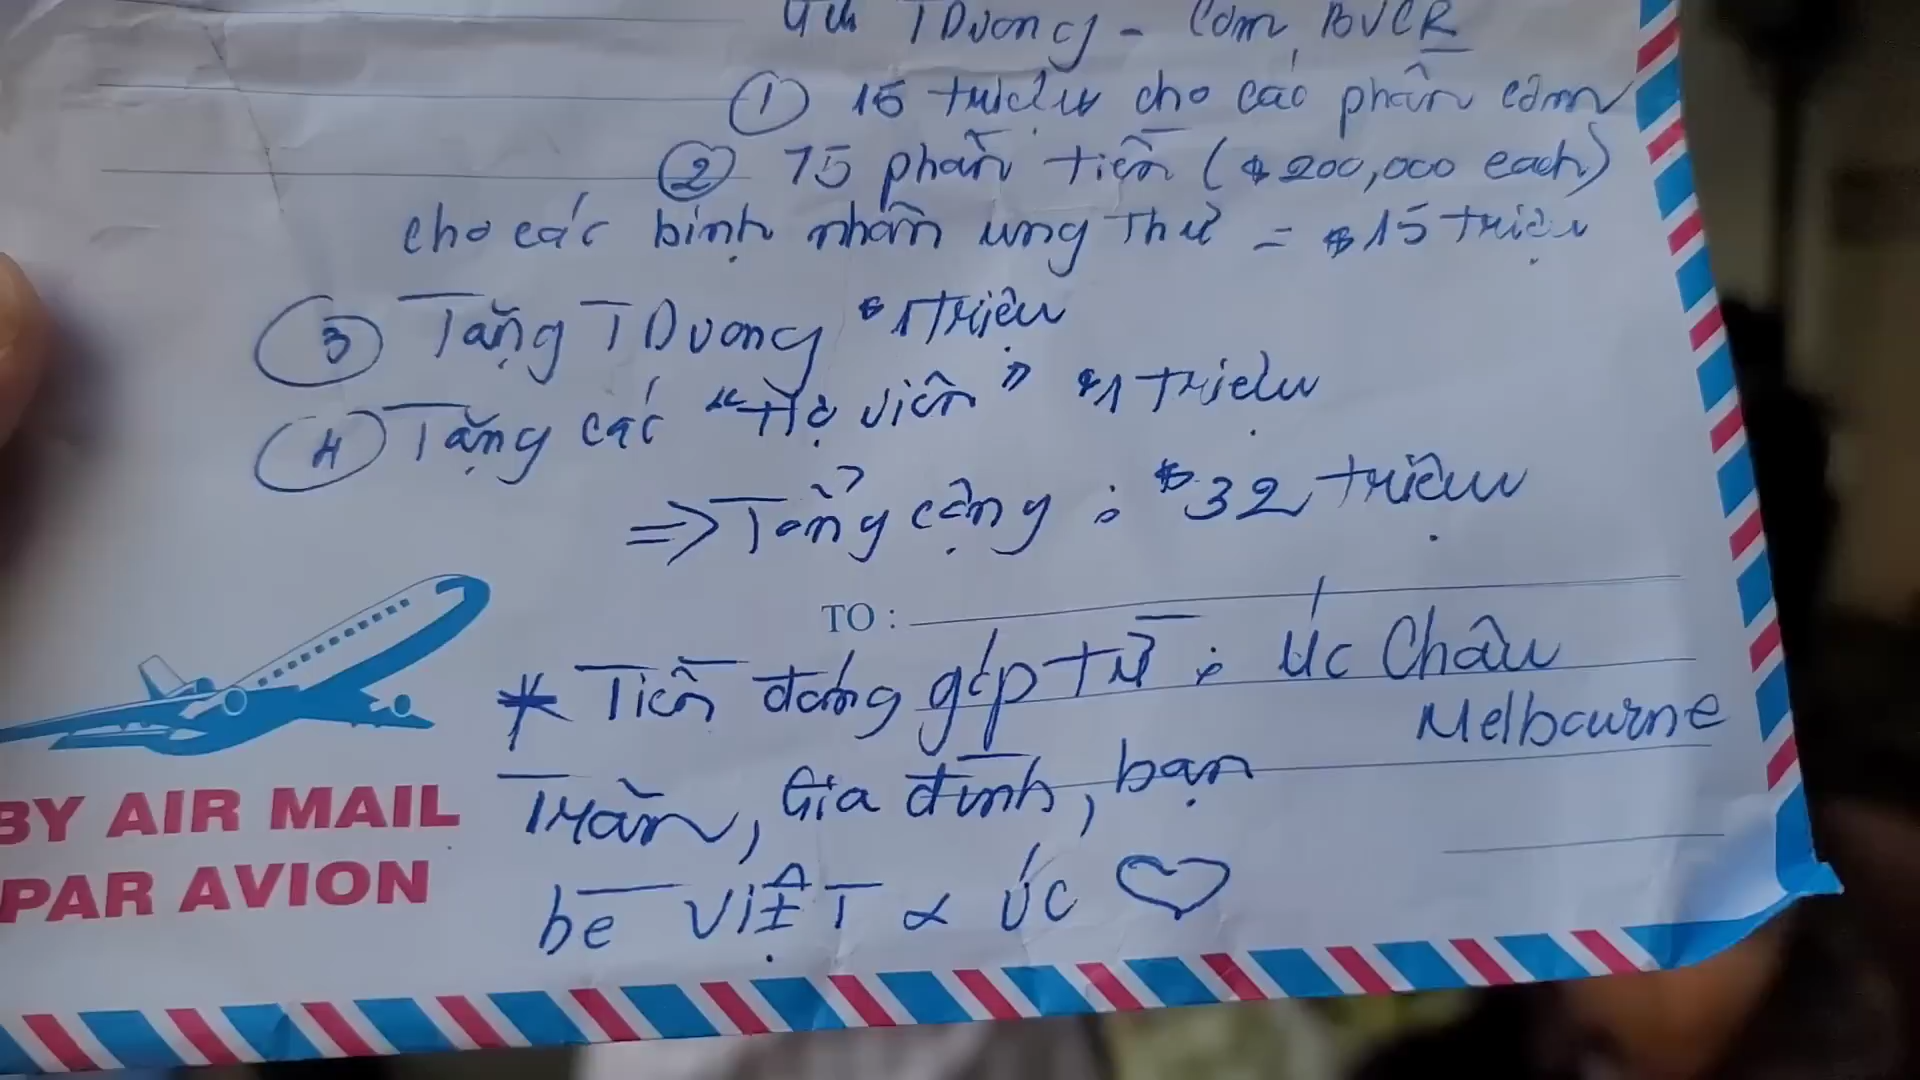 Gửi TDuong - Cơm BVCR
① 15 triệu cho các phần cơm
② 75 phần tiền ($200,000 each)
cho các bịnh nhân ung thư = $15 triệu
③ Tặng TDuong $1 triệu
④ Tặng các "trợ viên" $1 triệu
=> Tổng cộng : $32 triệu
TO :
* Tiền đóng góp từ : Úc Châu
Melbourne
Trần, Gia đình, bạn
bè VIỆT & ÚC ♡
BY AIR MAIL
PAR AVION